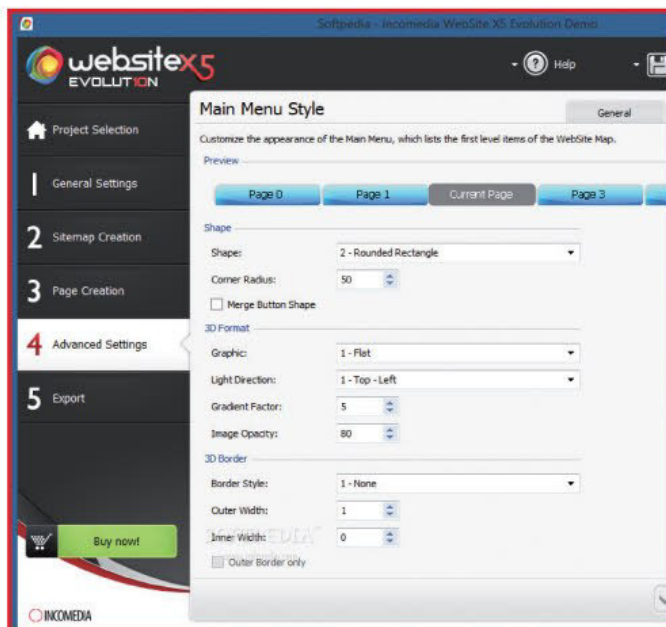 Softpedia - Incomedia WebSite X5 Evolution Demo
websitex5
EVOLUT10N
Help
Project Selection
1 General Settings
2 Sitemap Creation
3 Page Creation
4 Advanced Settings
5 Export
Buy now!
INCOMEDIA
Main Menu Style
General
Customize the appearance of the Main Menu, which lists the first level items of the WebSite Map.
Preview
Page 0 Page 1 Current Page Page 3
Shape
Shape: 2 - Rounded Rectangle
Corner Radius: 50
Merge Button Shape
3D Format
Graphic: 1 - Flat
Light Direction: 1 - Top - Left
Gradient Factor: 5
Image Opacity: 80
3D Border
Border Style: 1 - None
Outer Width: 1
Inner Width: 0
Outer Border only